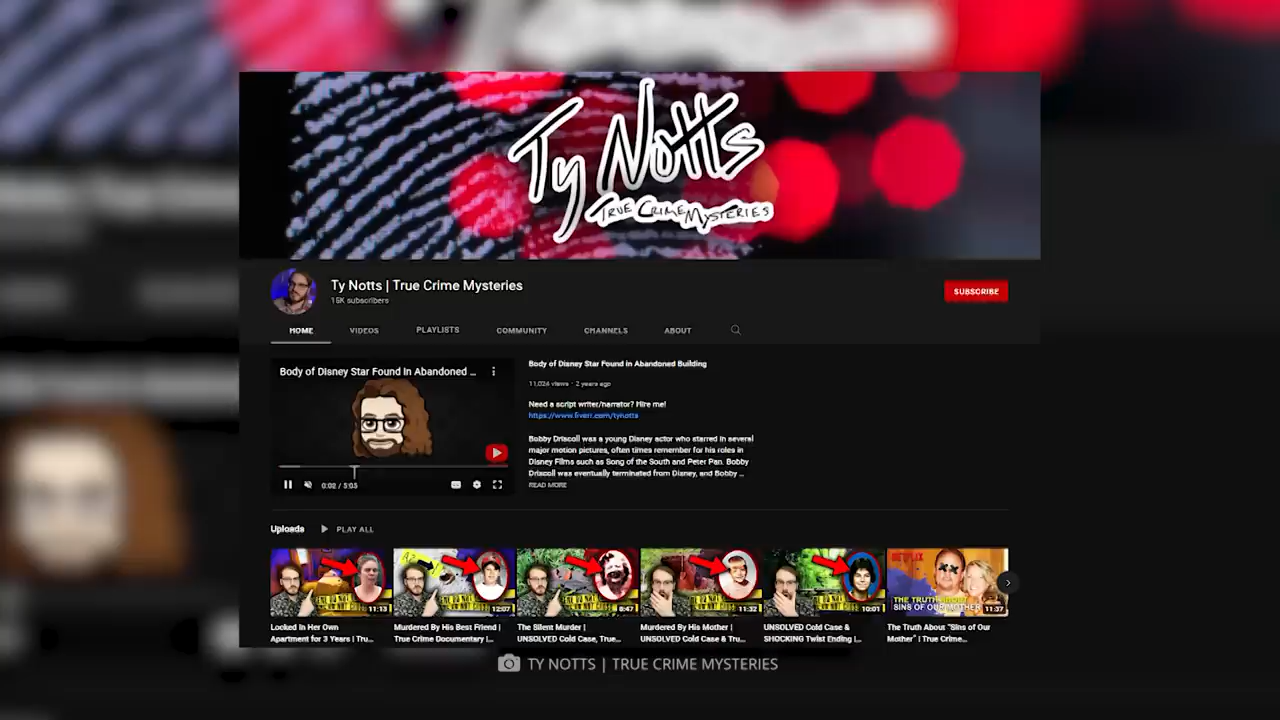 Ty Notts
TRUE CRIME MYSTERIES
Ty Notts | True Crime Mysteries
15K subscribers
SUBSCRIBE
HOME
VIDEOS
PLAYLISTS
COMMUNITY
CHANNELS
ABOUT
Body of Disney Star Found in Abandoned ...
0:02 / 5:05
Body of Disney Star Found in Abandoned Building
11,024 views · 2 years ago
Need a script writer/narrator? Hire me!
https://www.fiverr.com/tynotts
Bobby Driscoll was a young Disney actor who starred in several
major motion pictures, often times remember for his roles in
Disney Films such as Song of the South and Peter Pan. Bobby
Driscoll was eventually terminated from Disney, and Bobby ...
READ MORE
Uploads
PLAY ALL
11:13
12:07
8:47
11:32
10:01
NETFLIX
THE TRUTH ABOUT
SINS OF OUR MOTHER
11:37
Locked In Her Own
Apartment for 3 Years | Tru...
Murdered By His Best Friend |
True Crime Documentary |...
The Silent Murder |
UNSOLVED Cold Case, True...
Murdered By His Mother |
UNSOLVED Cold Case & Tru...
UNSOLVED Cold Case &
SHOCKING Twist Ending |...
The Truth About "Sins of Our
Mother" | True Crime...
TY NOTTS | TRUE CRIME MYSTERIES